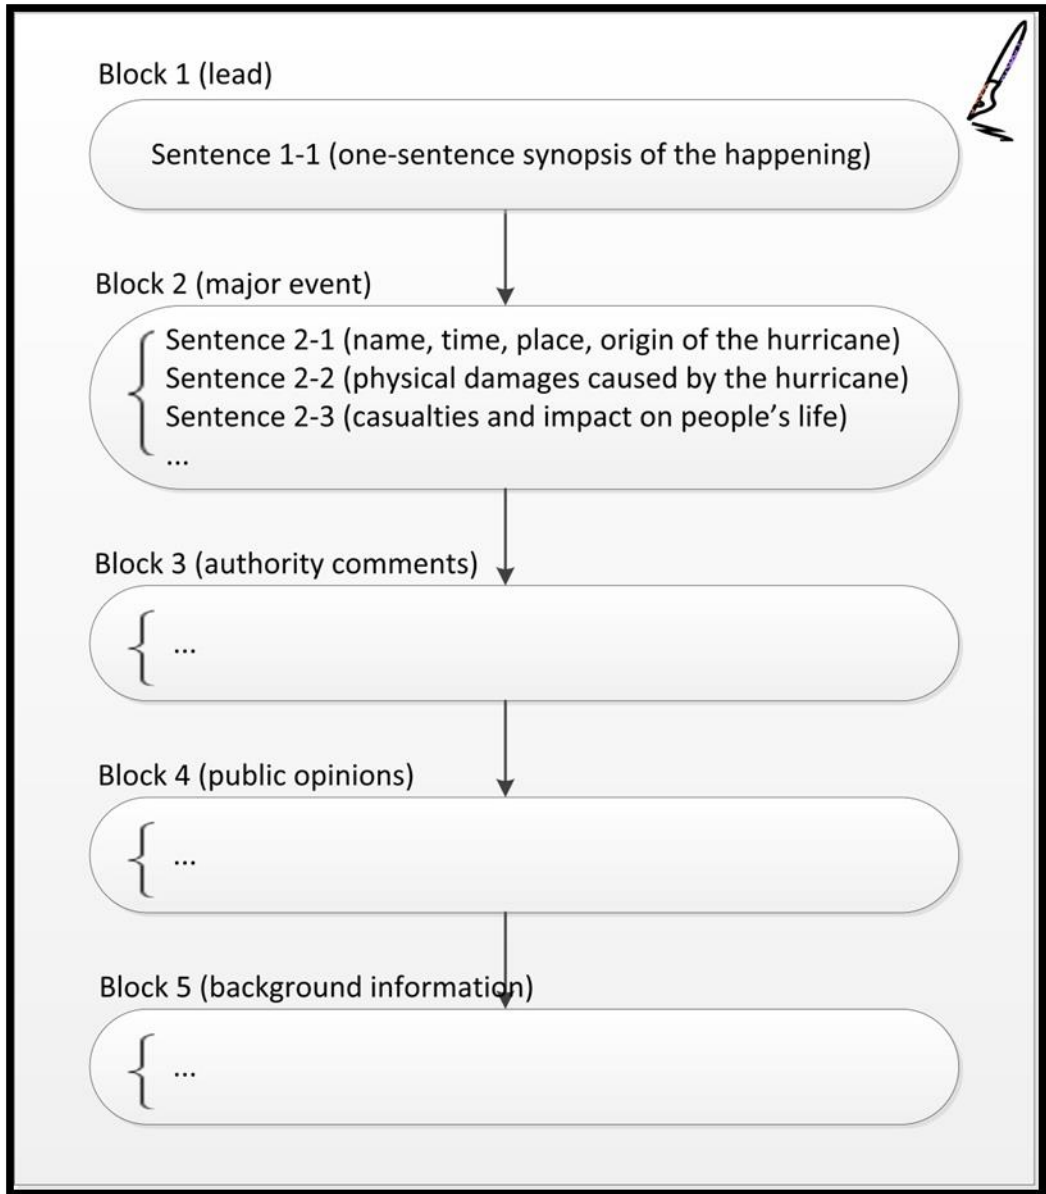 Block 1 (lead)
Sentence 1-1 (one-sentence synopsis of the happening)
Block 2 (major event)
Sentence 2-1 (name, time, place, origin of the hurricane)
Sentence 2-2 (physical damages caused by the hurricane)
Sentence 2-3 (casualties and impact on people’s life)
...
Block 3 (authority comments)
...
Block 4 (public opinions)
...
Block 5 (background information)
...